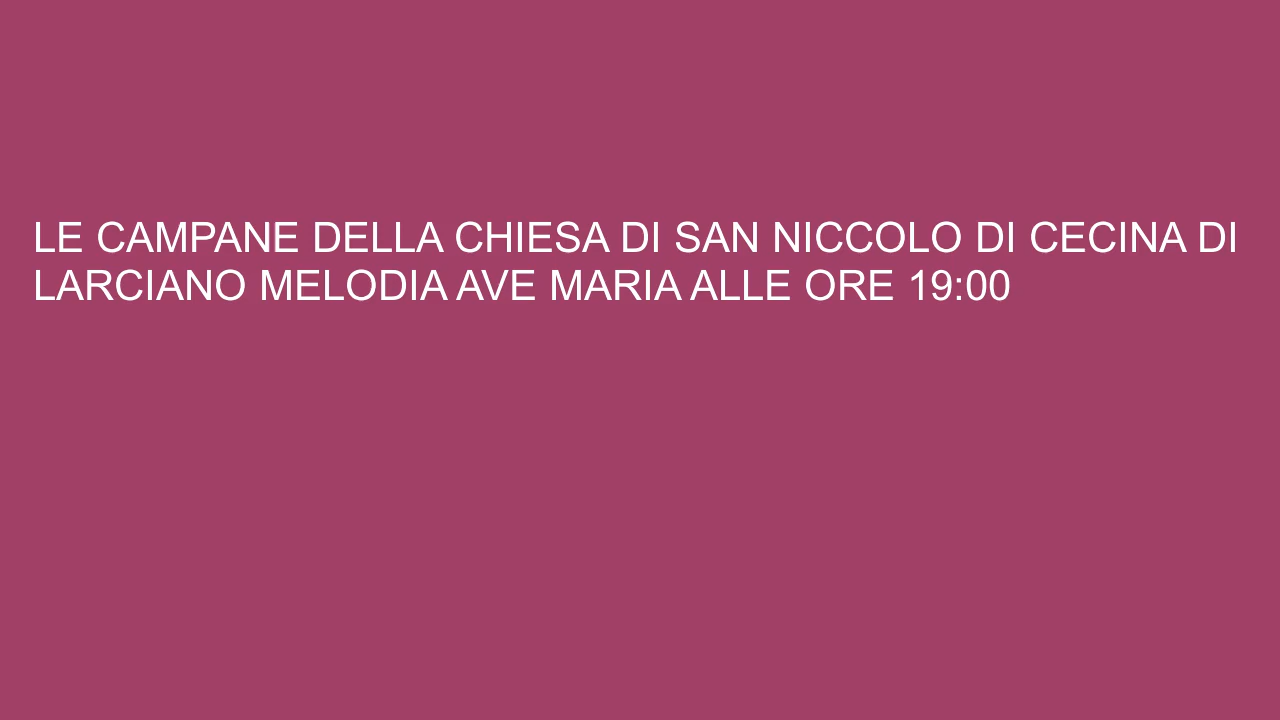 LE CAMPANE DELLA CHIESA DI SAN NICCOLO DI CECINA DI
LARCIANO MELODIA AVE MARIA ALLE ORE 19:00